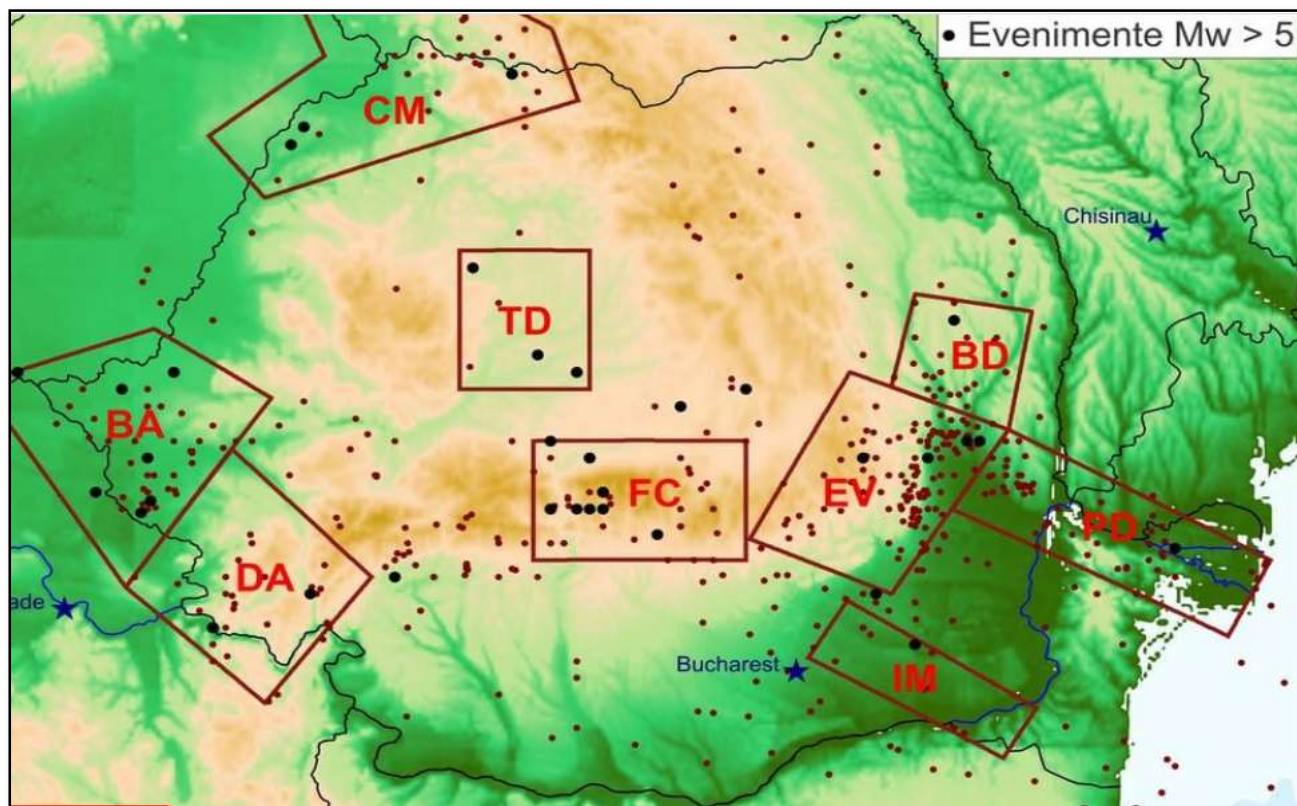 • Evenimente Mw > 5
CM
Chisinau
TD
BD
BA
EV
FC
PD
DA
ade
Bucharest
IM